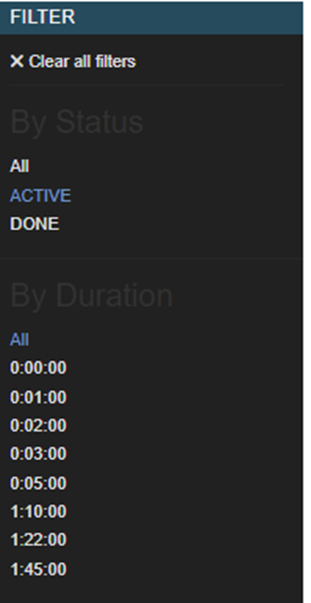 FILTER
✕ Clear all filters
By Status
All
ACTIVE
DONE
By Duration
All
0:00:00
0:01:00
0:02:00
0:03:00
0:05:00
1:10:00
1:22:00
1:45:00